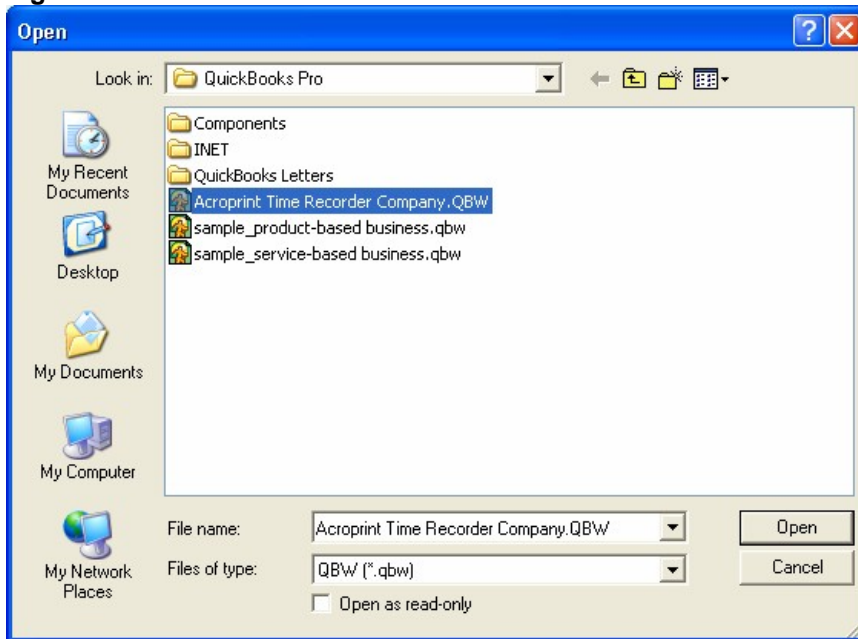 Open
Look in: QuickBooks Pro
Components
INET
QuickBooks Letters
Acroprint Time Recorder Company.QBW
sample_product-based business.qbw
sample_service-based business.qbw
My Recent
Documents
Desktop
My Documents
My Computer
My Network
Places
File name: Acroprint Time Recorder Company.QBW Open
Files of type: QBW (*.qbw) Cancel
Open as read-only